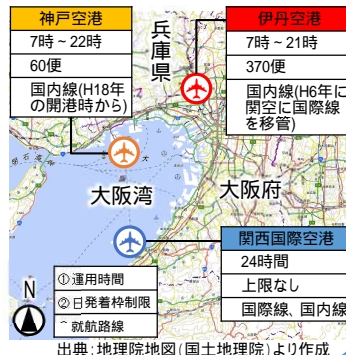 神戸空港
7時～22時
60便
国内線(H18年
の開港時から)
兵庫県
伊丹空港
7時～21時
370便
国内線(H6年に
関空に国際線
を移管)
大阪湾
大阪府
関西国際空港
24時間
上限なし
国際線、国内線
N
①運用時間
②日発着枠制限
就航路線
出典:地理院地図(国土地理院)より作成